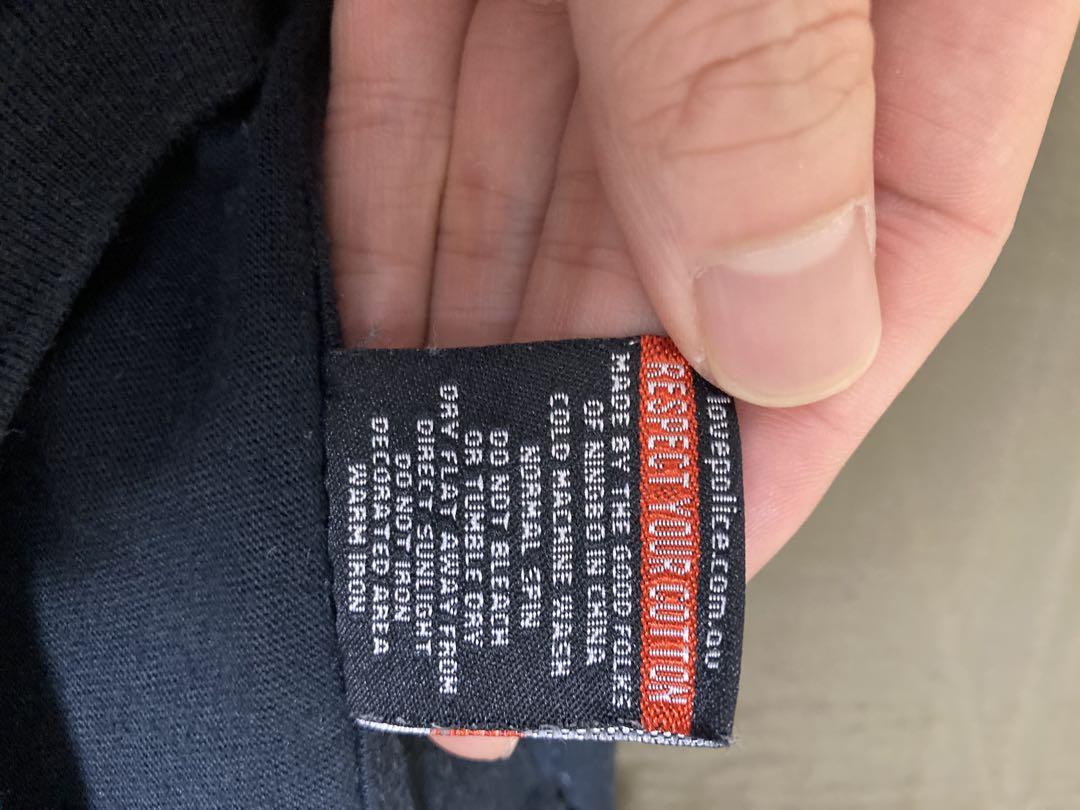 lovepolice.com.au
RESPECT YOUR COTTON
MADE BY THE GOOD FOLKS
OF NINGBO IN CHINA
COLD MACHINE WASH
NORMAL SPIN
DO NOT BLEACH
OR TUMBLE DRY
DRY FLAT AWAY FROM
DIRECT SUNLIGHT
DO NOT IRON
DECORATED AREA
WARM IRON